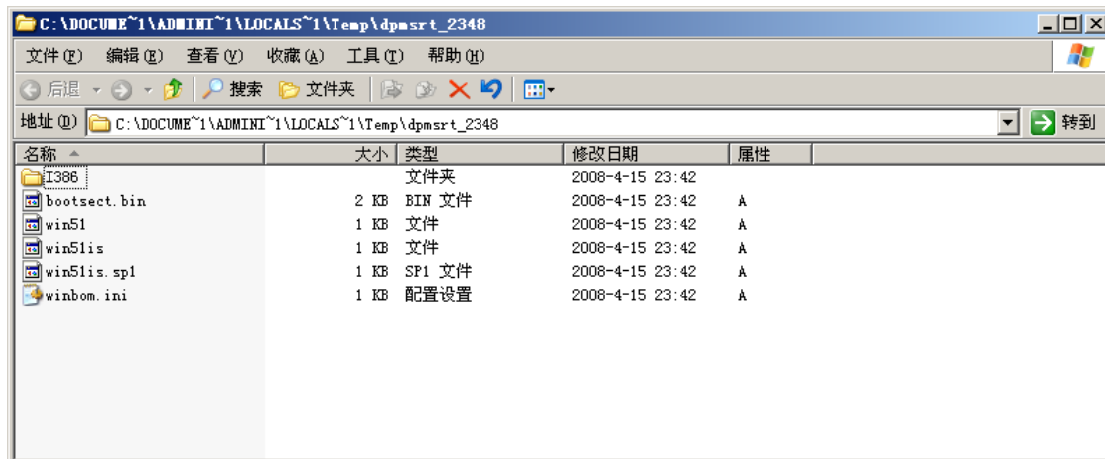 C:\DOCUME~1\ADMINI~1\LOCALS~1\Temp\dpmsrt_2348
文件(F) 编辑(E) 查看(V) 收藏(A) 工具(T) 帮助(H)
后退 搜索 文件夹
地址(D) C:\DOCUME~1\ADMINI~1\LOCALS~1\Temp\dpmsrt_2348 转到
名称 大小 类型 修改日期 属性
I386 文件夹 2008-4-15 23:42
bootsect.bin 2 KB BIN 文件 2008-4-15 23:42 A
win51 1 KB 文件 2008-4-15 23:42 A
win51is 1 KB 文件 2008-4-15 23:42 A
win51is.sp1 1 KB SP1 文件 2008-4-15 23:42 A
winbom.ini 1 KB 配置设置 2008-4-15 23:42 A